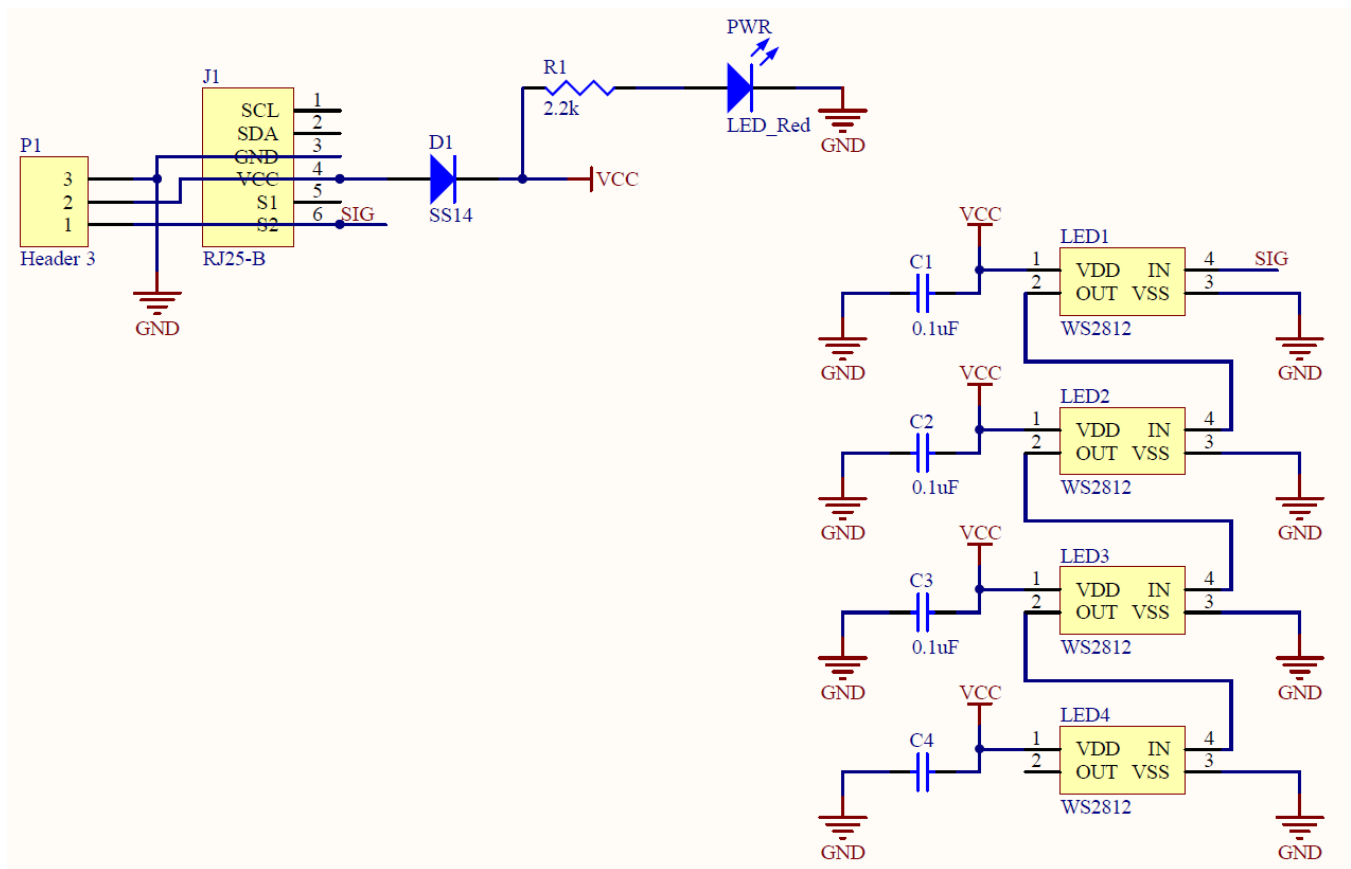 PWR
R1
2.2k
LED_Red
GND
J1
SCL 1
SDA 2
GND 3
VCC 4
S1 5
S2 6
SIG
RJ25-B
P1
3
2
1
Header 3
GND
D1
SS14
VCC
VCC
LED1
C1
0.1uF
GND
1 VDD IN 4 SIG
2 OUT VSS 3
WS2812
GND
VCC
LED2
C2
0.1uF
GND
1 VDD IN 4
2 OUT VSS 3
WS2812
GND
VCC
LED3
C3
0.1uF
GND
1 VDD IN 4
2 OUT VSS 3
WS2812
GND
VCC
LED4
C4
GND
1 VDD IN 4
2 OUT VSS 3
WS2812
GND